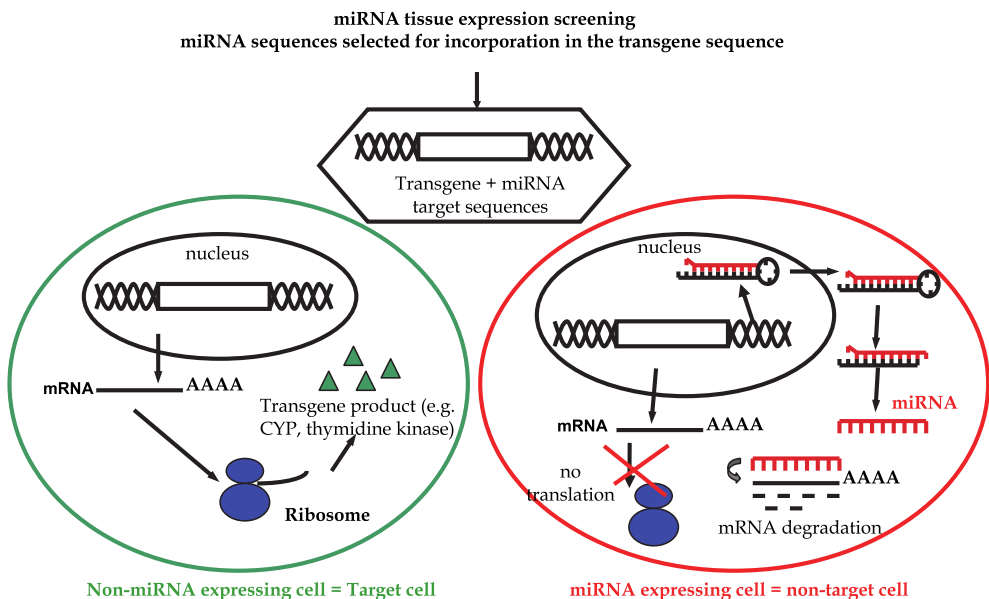 miRNA tissue expression screening
miRNA sequences selected for incorporation in the transgene sequence
Transgene + miRNA
target sequences
nucleus
mRNA
AAAA
Transgene product (e.g.
CYP, thymidine kinase)
Ribosome
Non-miRNA expressing cell = Target cell
nucleus
miRNA
mRNA
AAAA
no
translation
AAAA
mRNA degradation
miRNA expressing cell = non-target cell